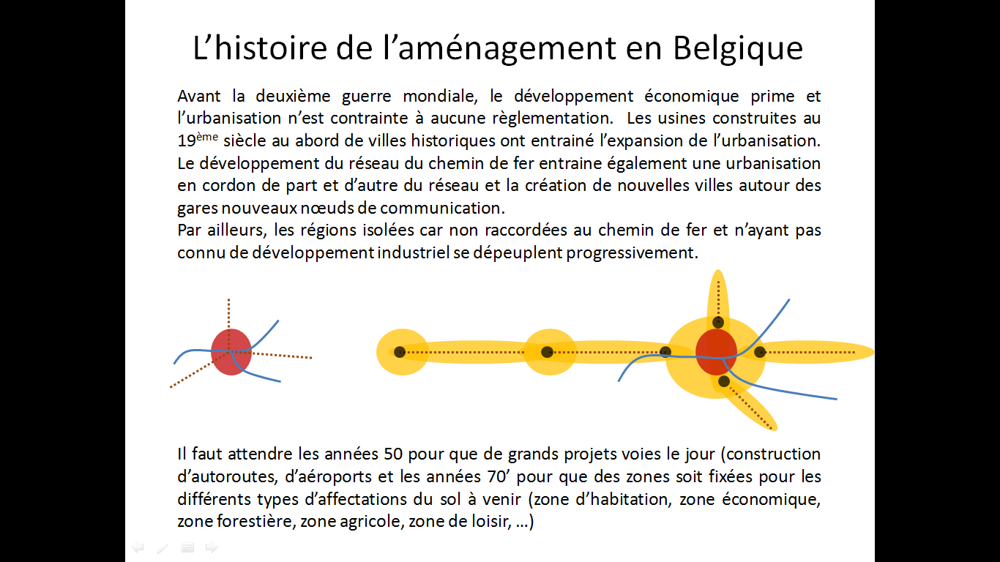 L’histoire de l’aménagement en Belgique
Avant la deuxième guerre mondiale, le développement économique prime et
l’urbanisation n’est contrainte à aucune règlementation.  Les usines construites au
19ème siècle au abord de villes historiques ont entrainé l’expansion de l’urbanisation.
Le développement du réseau du chemin de fer entraine également une urbanisation
en cordon de part et d’autre du réseau et la création de nouvelles villes autour des
gares nouveaux nœuds de communication.
Par ailleurs, les régions isolées car non raccordées au chemin de fer et n’ayant pas
connu de développement industriel se dépeuplent progressivement.
Il faut attendre les années 50 pour que de grands projets voies le jour (construction
d’autoroutes, d’aéroports et les années 70’ pour que des zones soit fixées pour les
différents types d’affectations du sol à venir (zone d’habitation, zone économique,
zone forestière, zone agricole, zone de loisir, …)